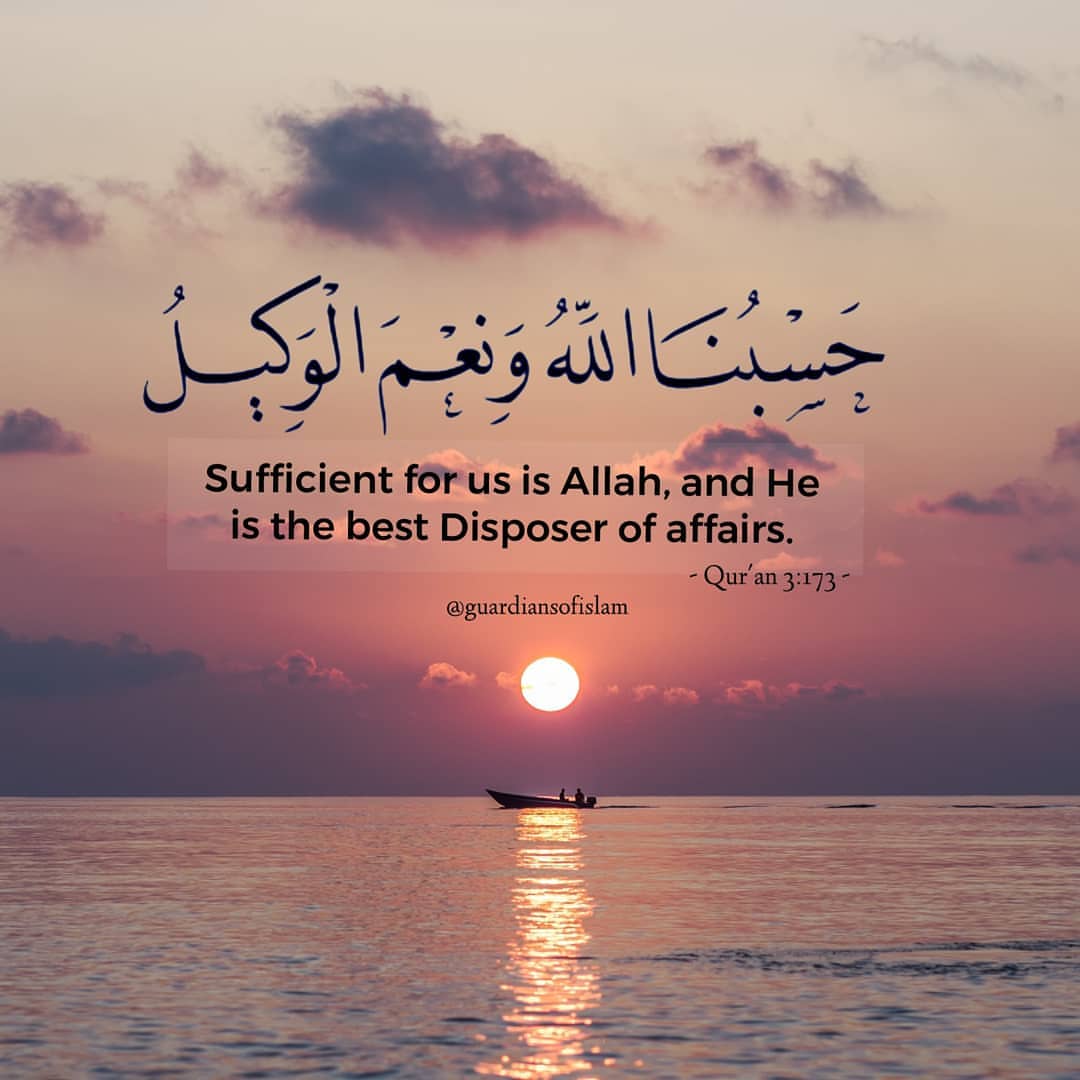 حَسْبُنَا اللَّهُ وَنِعْمَ الْوَكِيلُ
Sufficient for us is Allah, and He
is the best Disposer of affairs.
- Qur'an 3:173 -
@guardiansofislam